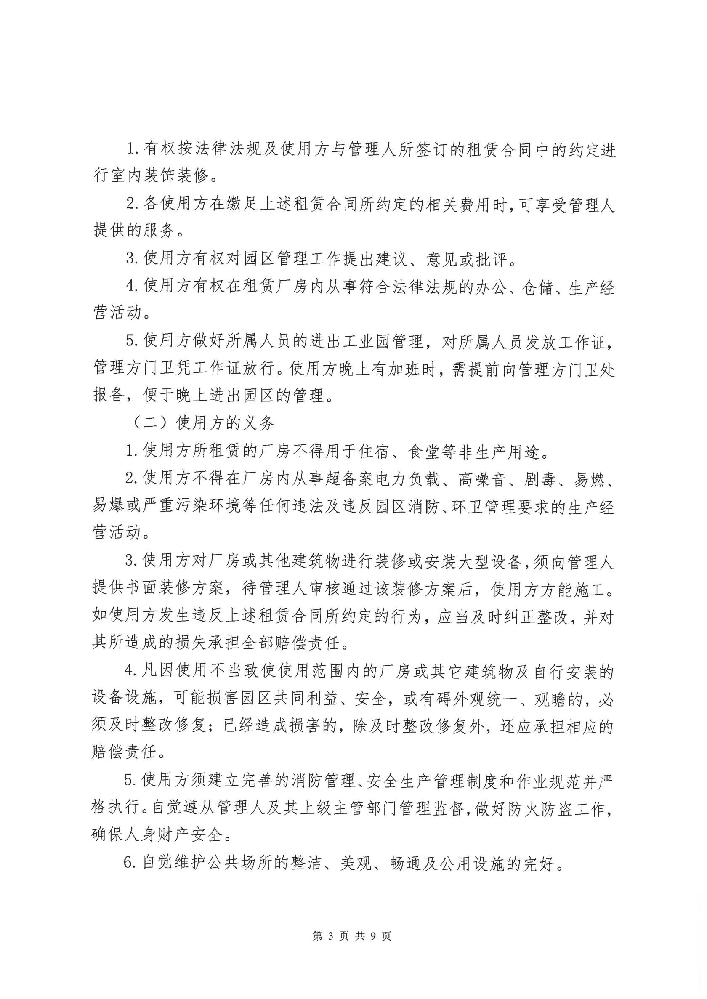 1.有权按法律法规及使用方与管理人所签订的租赁合同中的约定进
行室内装饰装修。
2.各使用方在缴足上述租赁合同所约定的相关费用时,可享受管理人
提供的服务。
3.使用方有权对园区管理工作提出建议、意见或批评。
4.使用方有权在租赁厂房内从事符合法律法规的办公、仓储、生产经
营活动。
5.使用方做好所属人员的进出工业园管理，对所属人员发放工作证，
管理方门卫凭工作证放行。使用方晚上有加班时，需提前向管理方门卫处
报备，便于晚上进出园区的管理。
（二）使用方的义务
1.使用方所租赁的厂房不得用于住宿、食堂等非生产用途。
2.使用方不得在厂房内从事超备案电力负载、高噪音、剧毒、易燃、
易爆或严重污染环境等任何违法及违反园区消防、环卫管理要求的生产经
营活动。
3.使用方对厂房或其他建筑物进行装修或安装大型设备,须向管理人
提供书面装修方案，待管理人审核通过该装修方案后，使用方方能施工。
如使用方发生违反上述租赁合同所约定的行为，应当及时纠正整改，并对
其所造成的损失承担全部赔偿责任。
4.凡因使用不当致使使用范围内的厂房或其它建筑物及自行安装的
设备设施，可能损害园区共同利益、安全，或有碍外观统一、观瞻的，必
须及时整改修复；已经造成损害的，除及时整改修复外，还应承担相应的
赔偿责任。
5.使用方须建立完善的消防管理、安全生产管理制度和作业规范并严
格执行。自觉遵从管理人及其上级主管部门管理监督,做好防火防盗工作，
确保人身财产安全。
6.自觉维护公共场所的整洁、美观、畅通及公用设施的完好。
第 3 页 共 9 页